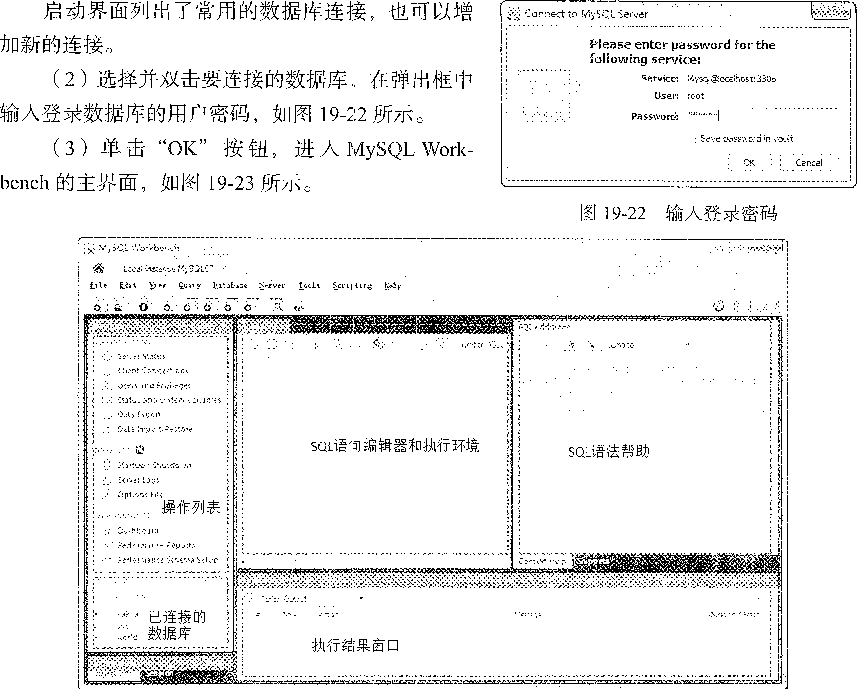 启动界面列出了常用的数据库连接，也可以增
加新的连接。
（2）选择并双击要连接的数据库。在弹出框中
输入登录数据库的用户密码，如图 19-22 所示。
（3）单击“OK”按钮，进入 MySQL Work-
bench 的主界面，如图 19-23 所示。
Connect to MySQL Server
Please enter password for the
following service:
Service: Mysql@localhost:3306
User: root
Password: *******
Save password in vault
OK Cancel
图 19-22 输入登录密码
MySQL Workbench
File Edit View Query Database Server Tools Scripting Help
Server Status
Client Connections
Users and Privileges
Status and System Variables
Data Export
Data Import/Restore
Startup / Shutdown
Server Logs
Options File
操作列表
Dashboard
Performance Reports
Performance Schema Setup
SQL语句编辑器和执行环境
SQL语法帮助
已连接的
数据库
执行结果窗口